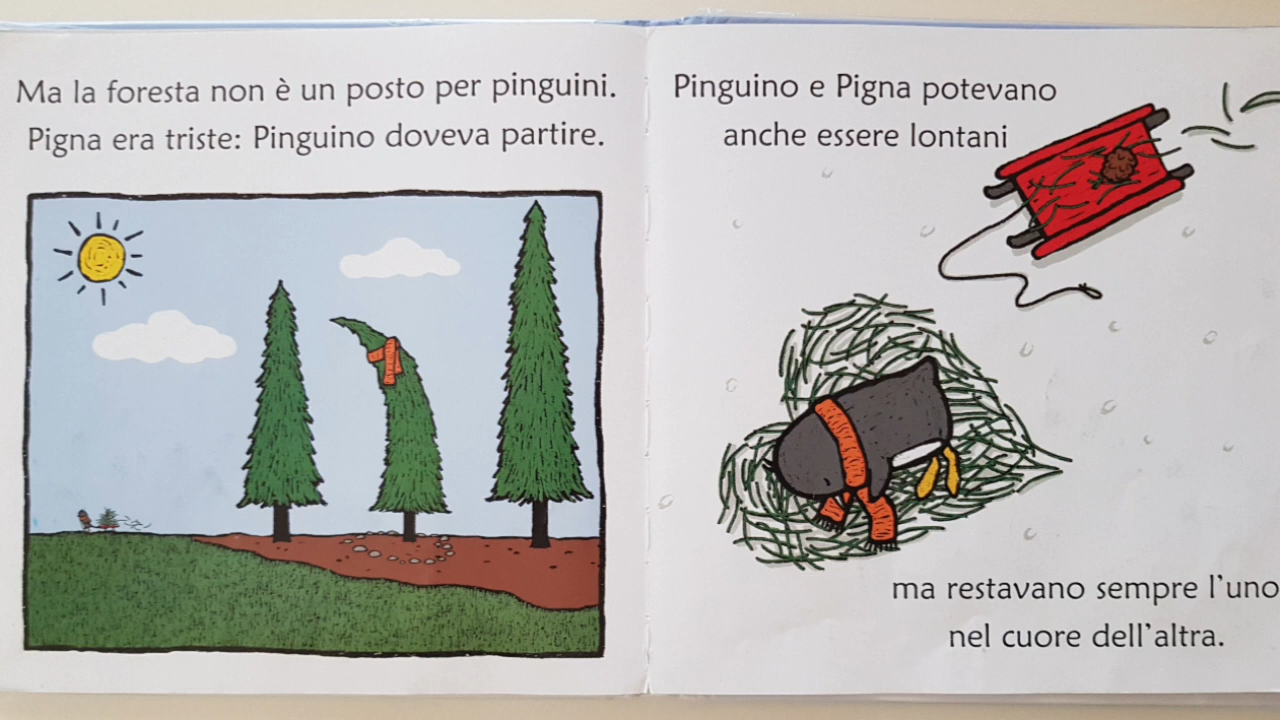 Ma la foresta non è un posto per pinguini.
Pigna era triste: Pinguino doveva partire.
Pinguino e Pigna potevano
anche essere lontani
ma restavano sempre l'uno
nel cuore dell'altra.